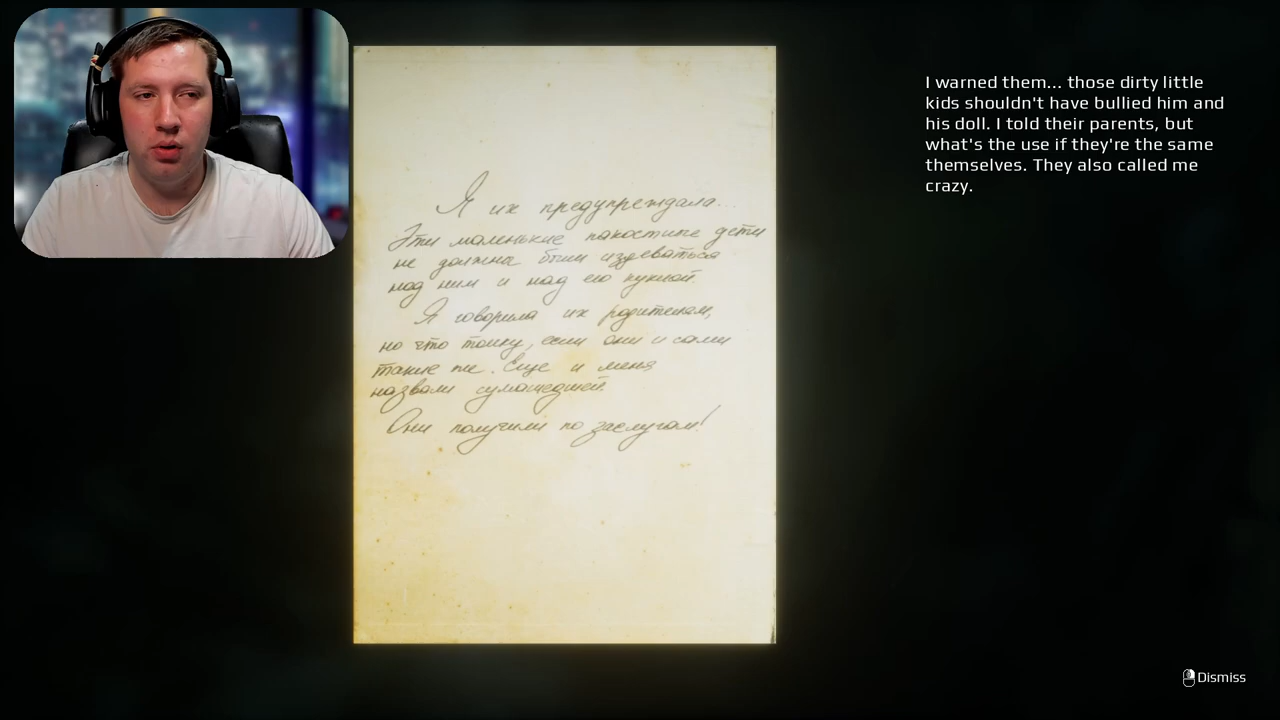 Я их предупреждала.
Эти маленькие пакостные дети
не должны были издеваться
над ним и над его куклой.
Я говорила их родителям,
но что толку, если они и сами
такие же. Еще и меня
назвали сумашедшей.
Они получили по заслугам!
I warned them... those dirty little
kids shouldn't have bullied him and
his doll. I told their parents, but
what's the use if they're the same
themselves. They also called me
crazy.
Dismiss